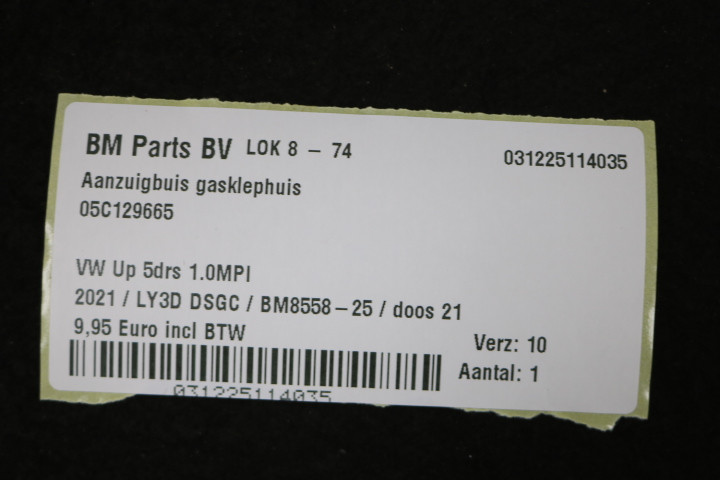 BM Parts BV LOK 8 - 74 031225114035
Aanzuigbuis gasklephuis
05C129665
VW Up 5drs 1.0MPI
2021 / LY3D DSGC / BM8558-25 / doos 21
9,95 Euro incl BTW
Verz: 10
Aantal: 1
031225114035